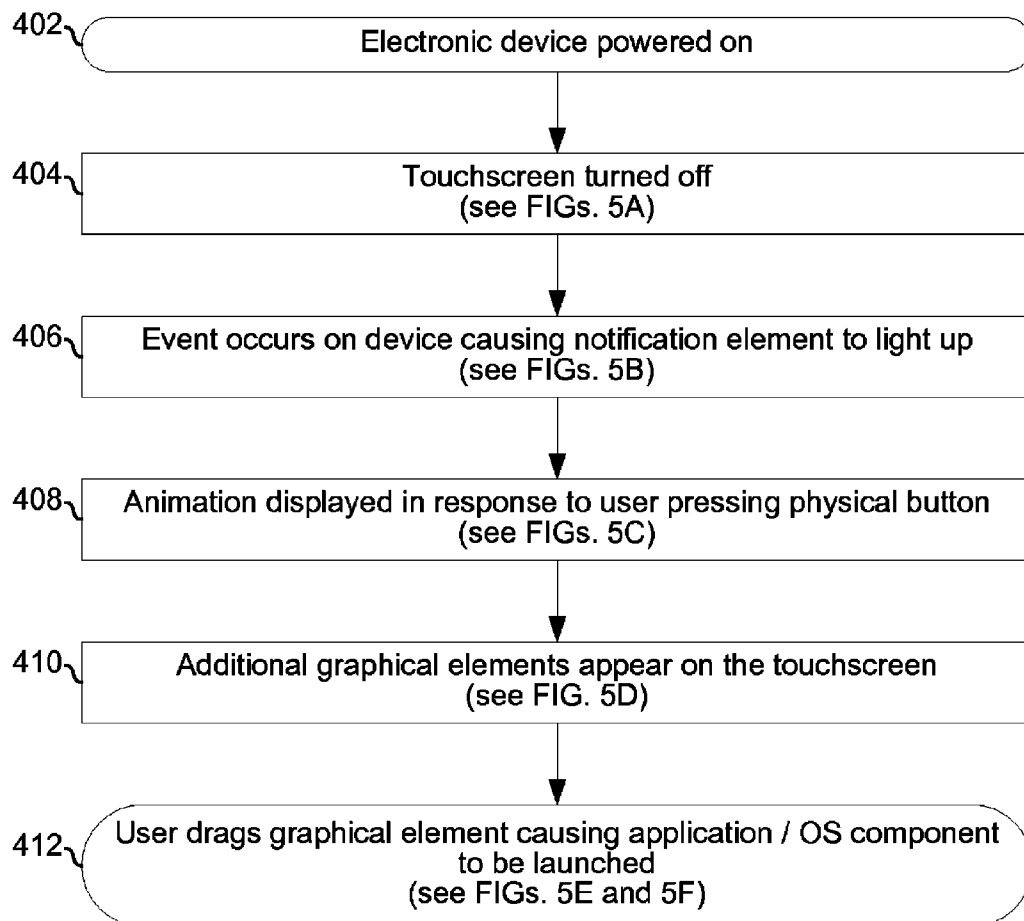 402
Electronic device powered on
404
Touchscreen turned off
(see FIGs. 5A)
406
Event occurs on device causing notification element to light up
(see FIGs. 5B)
408
Animation displayed in response to user pressing physical button
(see FIGs. 5C)
410
Additional graphical elements appear on the touchscreen
(see FIG. 5D)
412
User drags graphical element causing application / OS component
to be launched
(see FIGs. 5E and 5F)